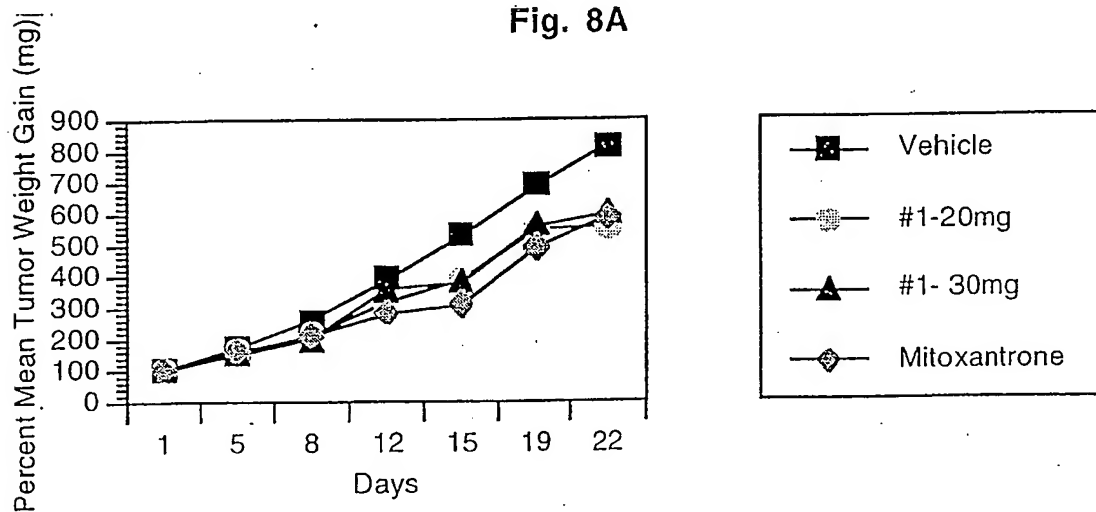 Fig. 8A
Percent Mean Tumor Weight Gain (mg)
900
800
700
600
500
400
300
200
100
0
1 5 8 12 15 19 22
Days
Vehicle
#1-20mg
#1- 30mg
Mitoxantrone